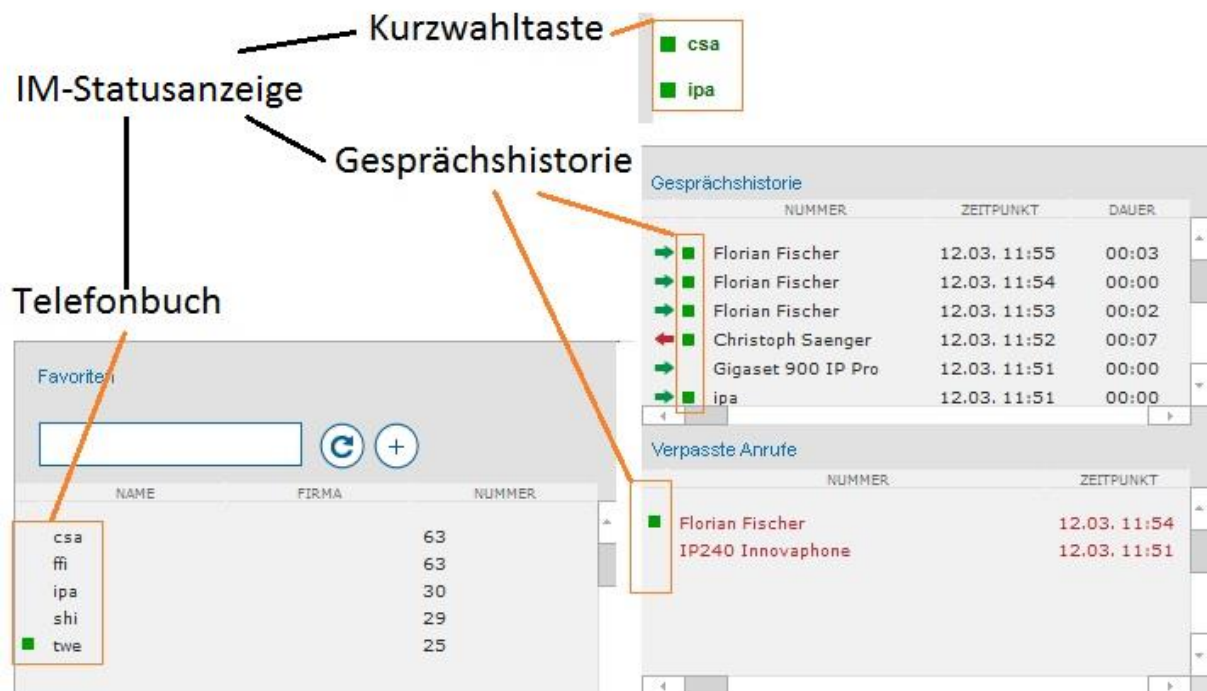 Kurzwahltaste
csa
ipa
IM-Statusanzeige
Gesprächshistorie
Gesprächshistorie
NUMMER ZEITPUNKT DAUER
Florian Fischer 12.03. 11:55 00:03
Florian Fischer 12.03. 11:54 00:00
Florian Fischer 12.03. 11:53 00:02
Christoph Saenger 12.03. 11:52 00:07
Gigaset 900 IP Pro 12.03. 11:51 00:00
ipa 12.03. 11:51 00:00
Verpasste Anrufe
NUMMER ZEITPUNKT
Florian Fischer 12.03. 11:54
IP240 Innovaphone 12.03. 11:51
Telefonbuch
Favoriten
NAME FIRMA NUMMER
csa 63
ffi 63
ipa 30
shi 29
twe 25